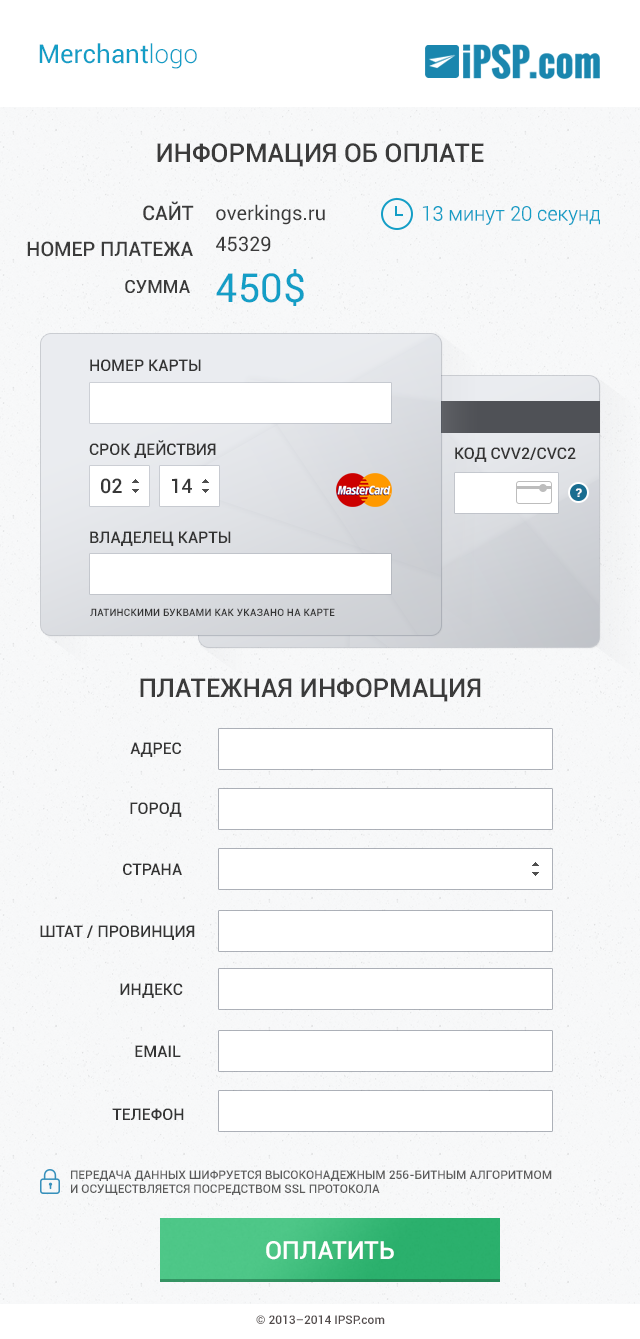 Merchantlogo
iPSP.com
ИНФОРМАЦИЯ ОБ ОПЛАТЕ
САЙТ overkings.ru
13 минут 20 секунд
НОМЕР ПЛАТЕЖА 45329
СУММА 450$
НОМЕР КАРТЫ
СРОК ДЕЙСТВИЯ
02 14
MasterCard
КОД CVV2/CVC2
?
ВЛАДЕЛЕЦ КАРТЫ
ЛАТИНСКИМИ БУКВАМИ КАК УКАЗАНО НА КАРТЕ
ПЛАТЕЖНАЯ ИНФОРМАЦИЯ
АДРЕС
ГОРОД
СТРАНА
ШТАТ / ПРОВИНЦИЯ
ИНДЕКС
EMAIL
ТЕЛЕФОН
ПЕРЕДАЧА ДАННЫХ ШИФРУЕТСЯ ВЫСОКОНАДЕЖНЫМ 256-БИТНЫМ АЛГОРИТМОМ
И ОСУЩЕСТВЛЯЕТСЯ ПОСРЕДСТВОМ SSL ПРОТОКОЛА
ОПЛАТИТЬ
© 2013–2014 IPSP.com